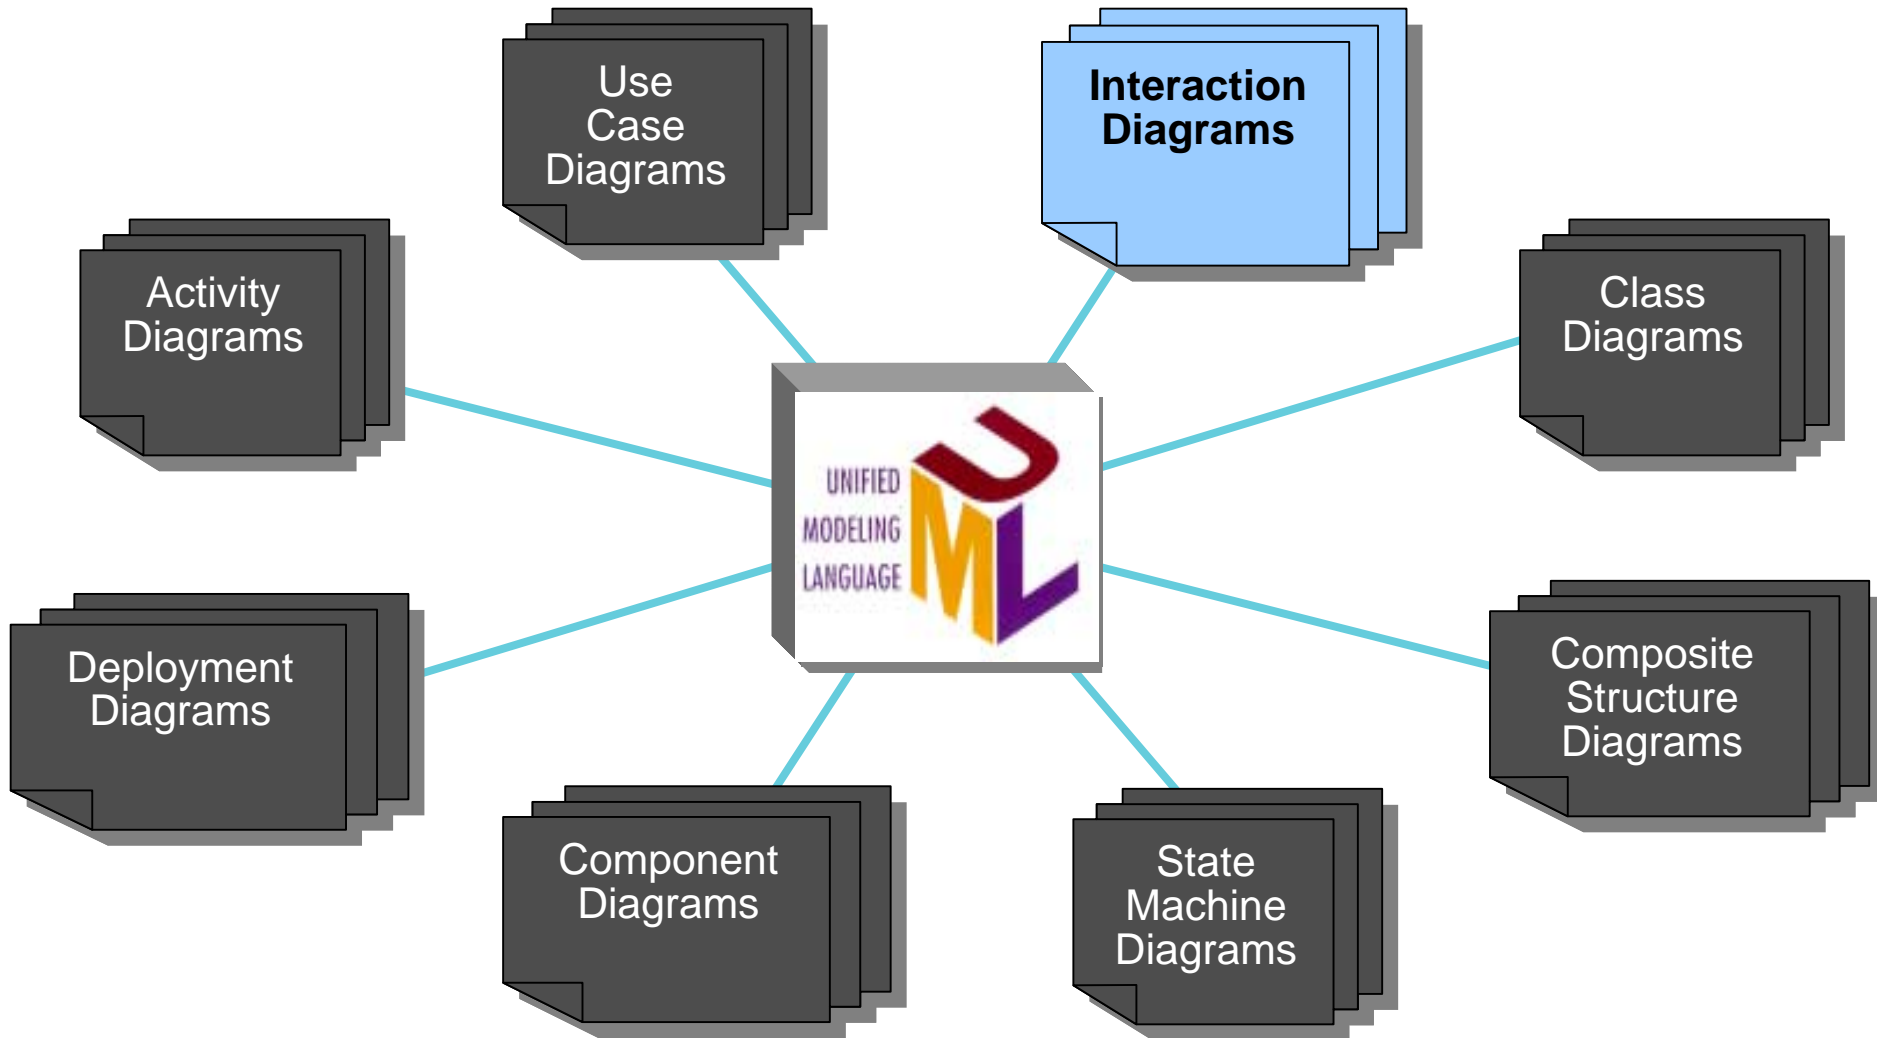 Use
Case
Diagrams
Interaction
Diagrams
Activity
Diagrams
Class
Diagrams
UNIFIED
MODELING
LANGUAGE
UML
Deployment
Diagrams
Composite
Structure
Diagrams
Component
Diagrams
State
Machine
Diagrams